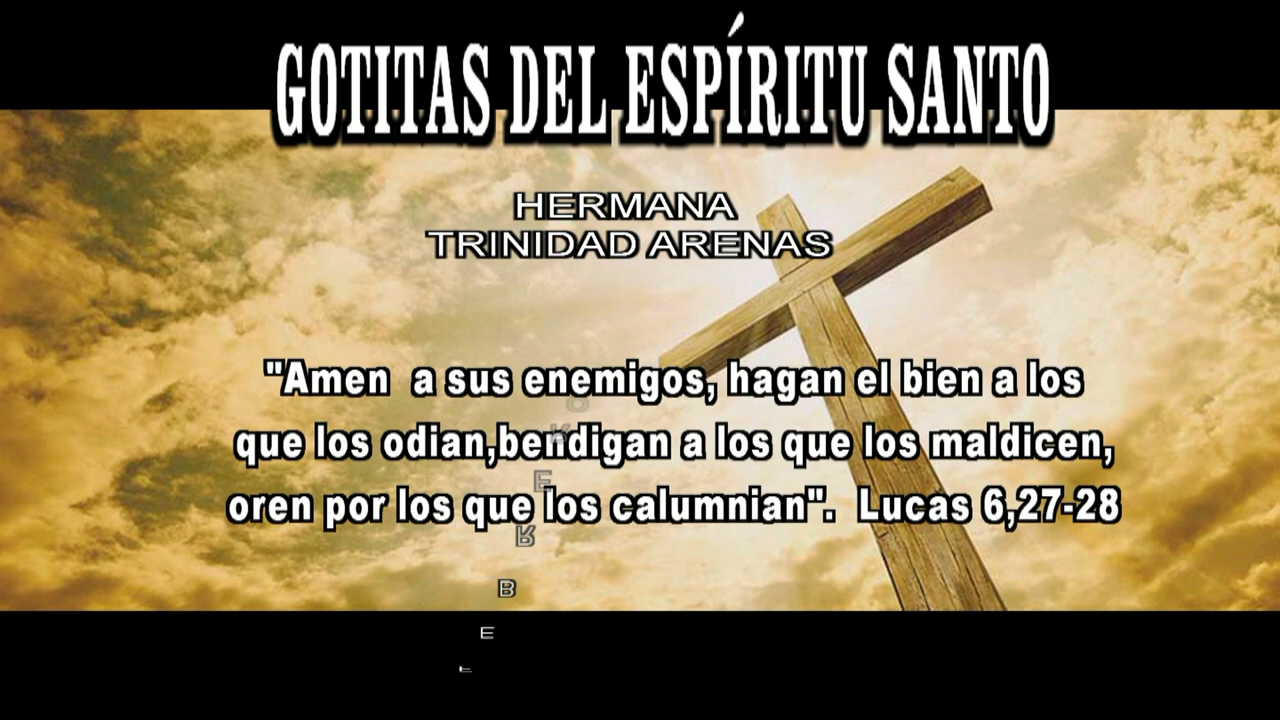 GOTITAS DEL ESPÍRITU SANTO
HERMANA
TRINIDAD ARENAS
"Amen a sus enemigos, hagan el bien a los
que los odian,bendigan a los que los maldicen,
oren por los que los calumnian". Lucas 6,27-28